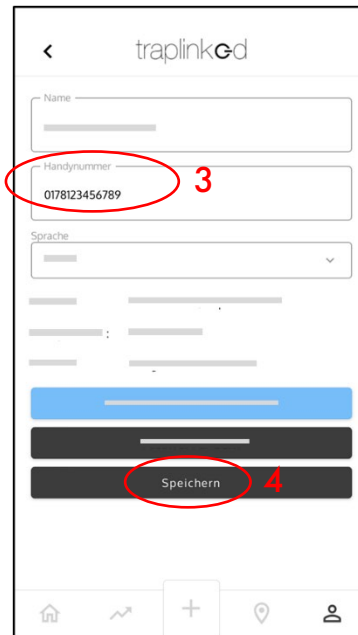 traplinked
Name
Handynummer
3
0178123456789
Sprache
:
Speichern
4